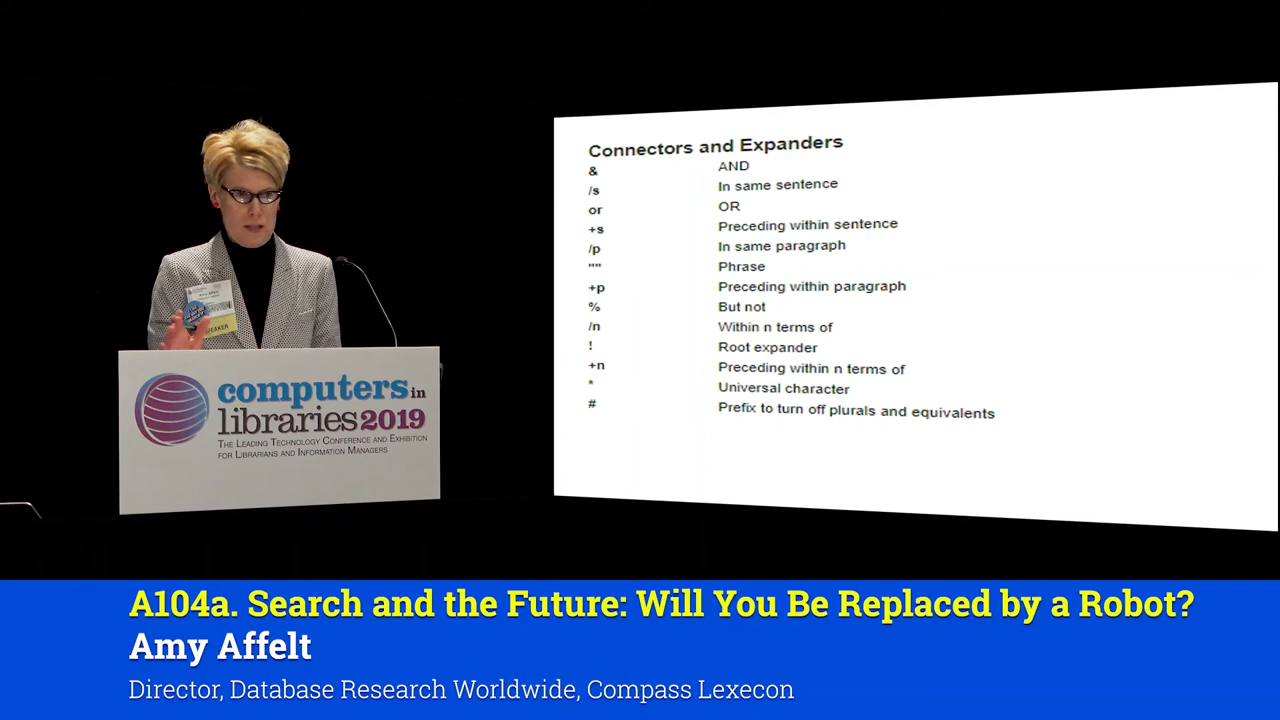 Connectors and Expanders
& AND
/s In same sentence
or OR
+s Preceding within sentence
/p In same paragraph
"" Phrase
+p Preceding within paragraph
% But not
/n Within n terms of
! Root expander
+n Preceding within n terms of
* Universal character
# Prefix to turn off plurals and equivalents
SPEAKER
computers in
libraries 2019
THE LEADING TECHNOLOGY CONFERENCE AND EXHIBITION
FOR LIBRARIANS AND INFORMATION MANAGERS
A104a. Search and the Future: Will You Be Replaced by a Robot?
Amy Affelt
Director, Database Research Worldwide, Compass Lexecon